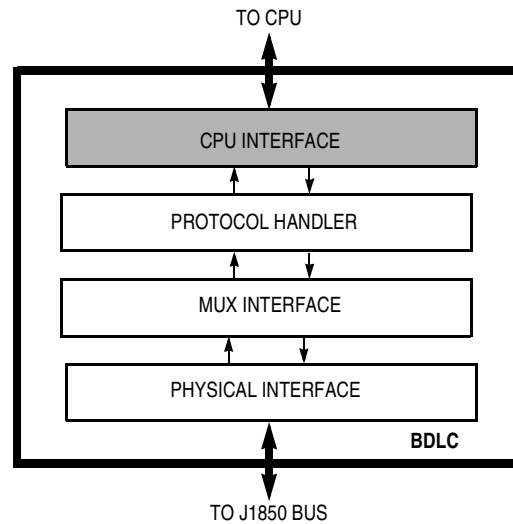 TO CPU
CPU INTERFACE
PROTOCOL HANDLER
MUX INTERFACE
PHYSICAL INTERFACE
BDLC
TO J1850 BUS